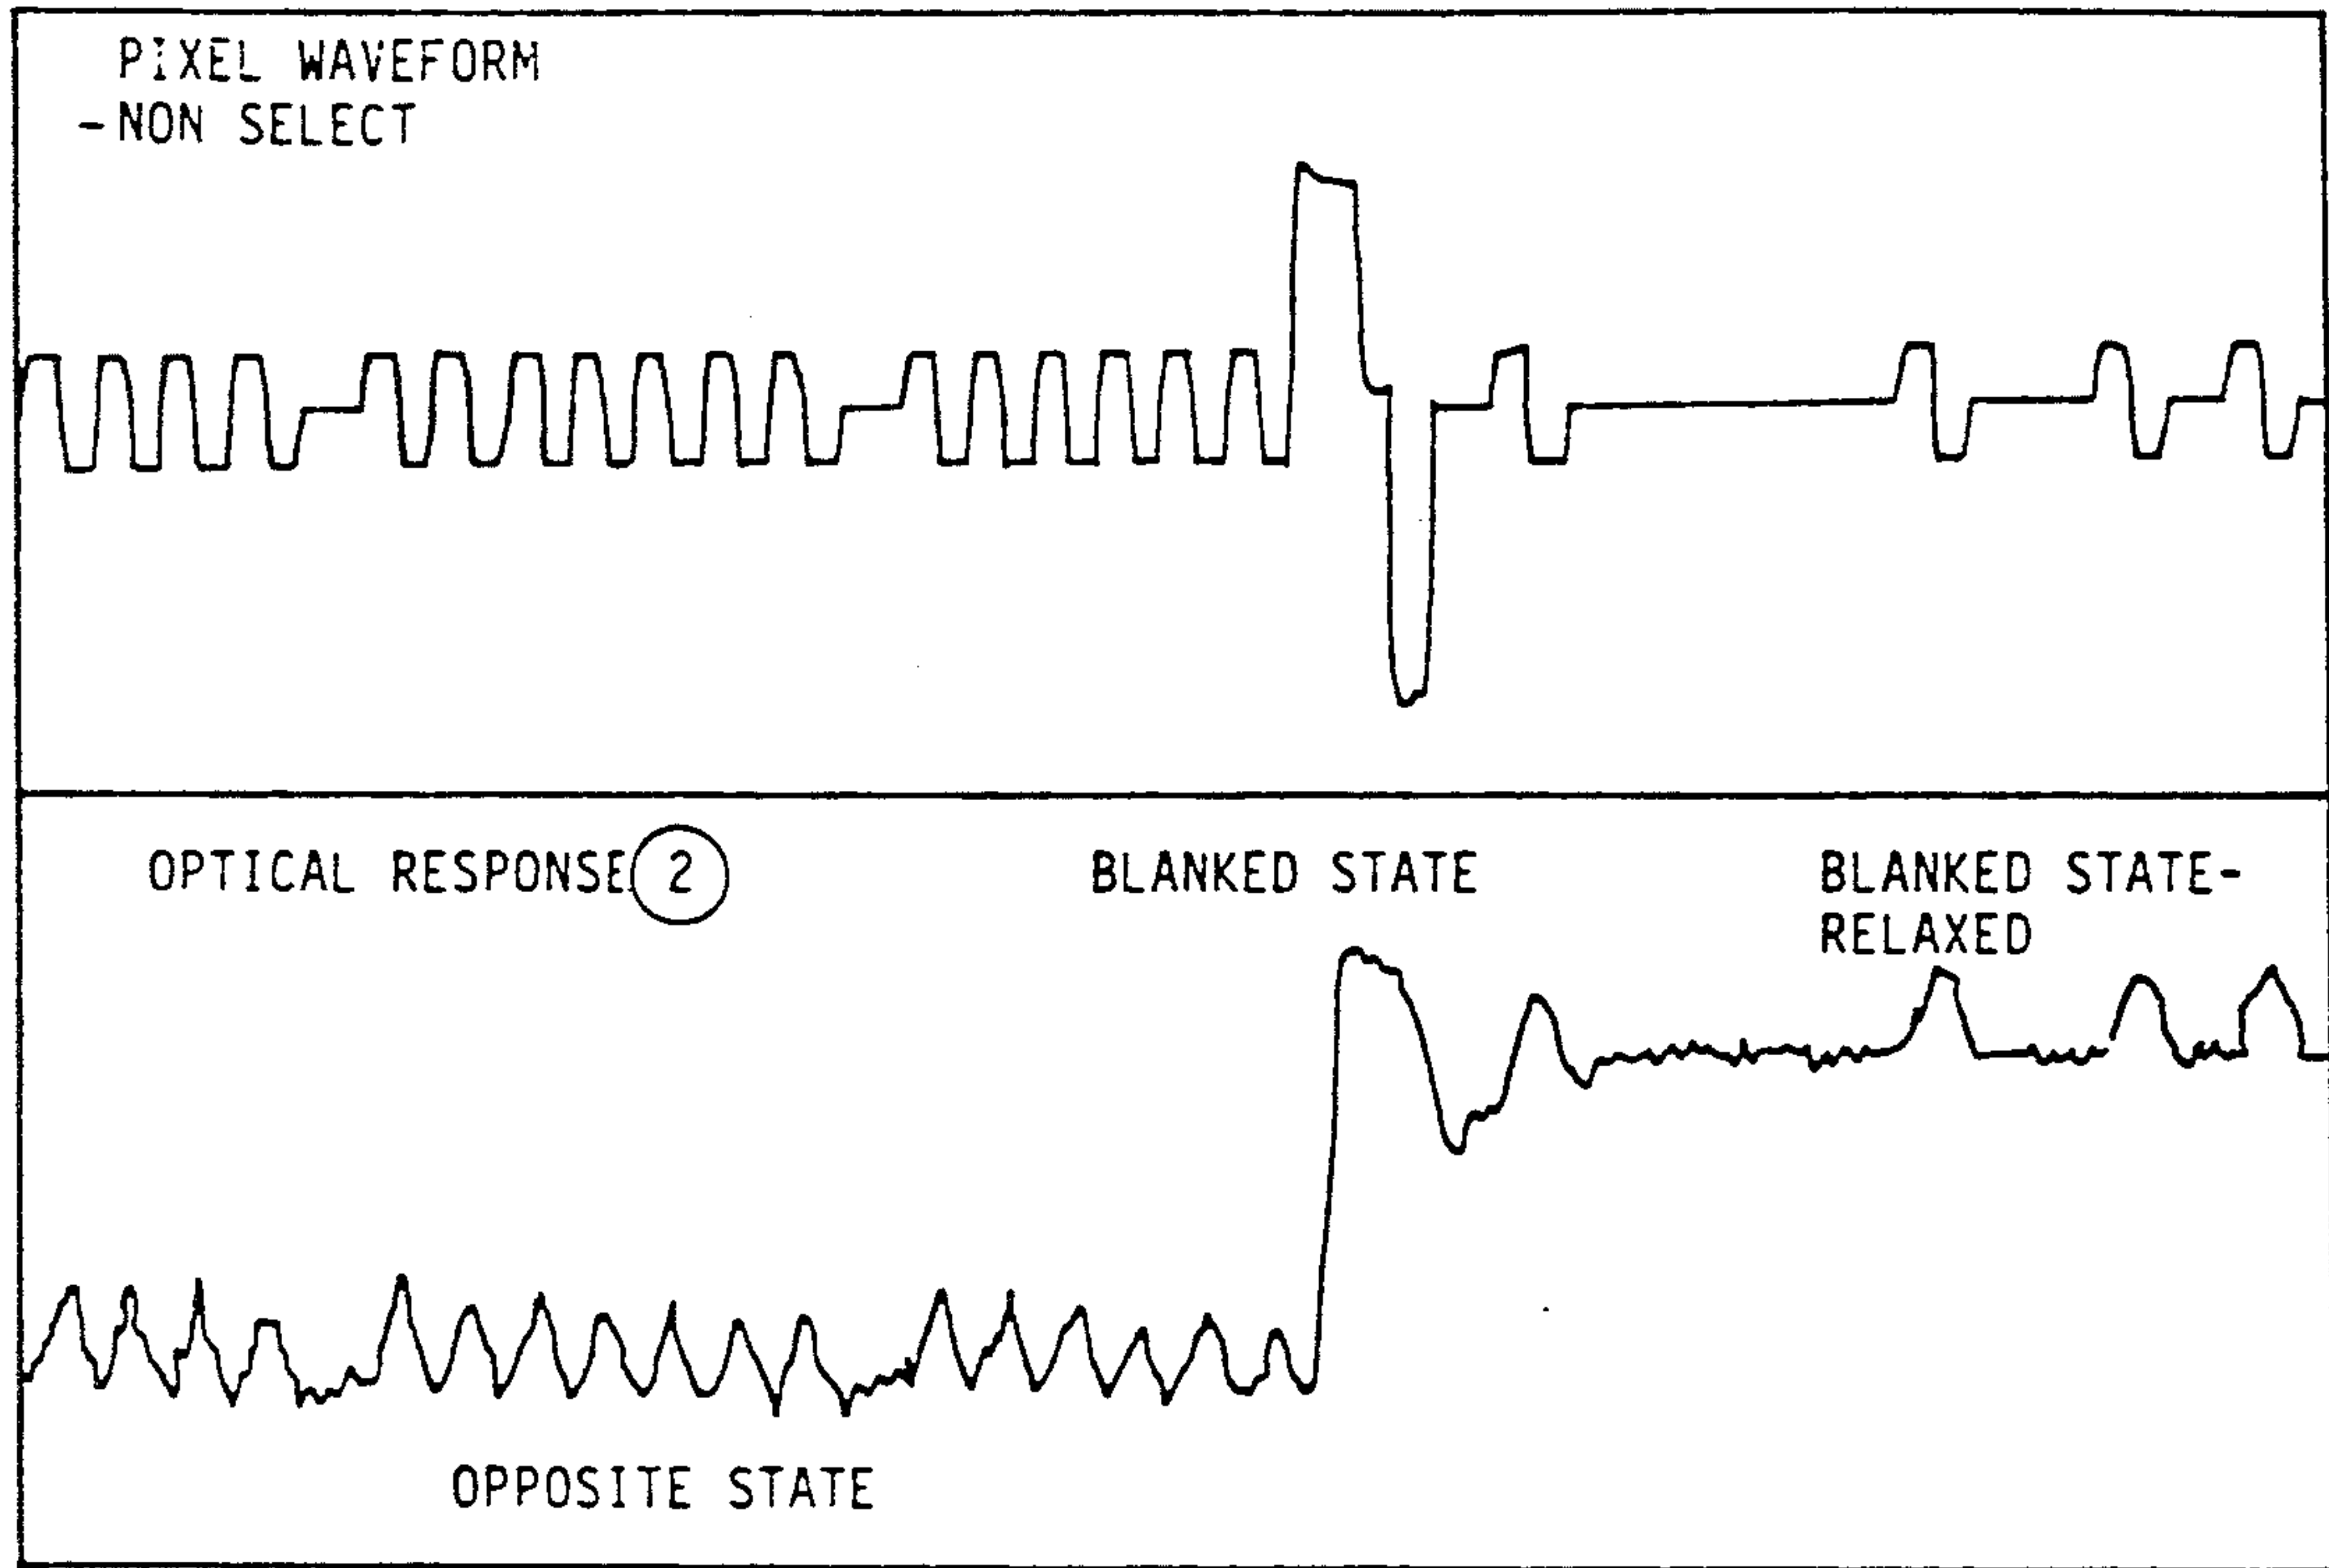 PIXEL WAVEFORM
-NON SELECT
OPTICAL RESPONSE 2
BLANKED STATE
BLANKED STATE-
RELAXED
OPPOSITE STATE